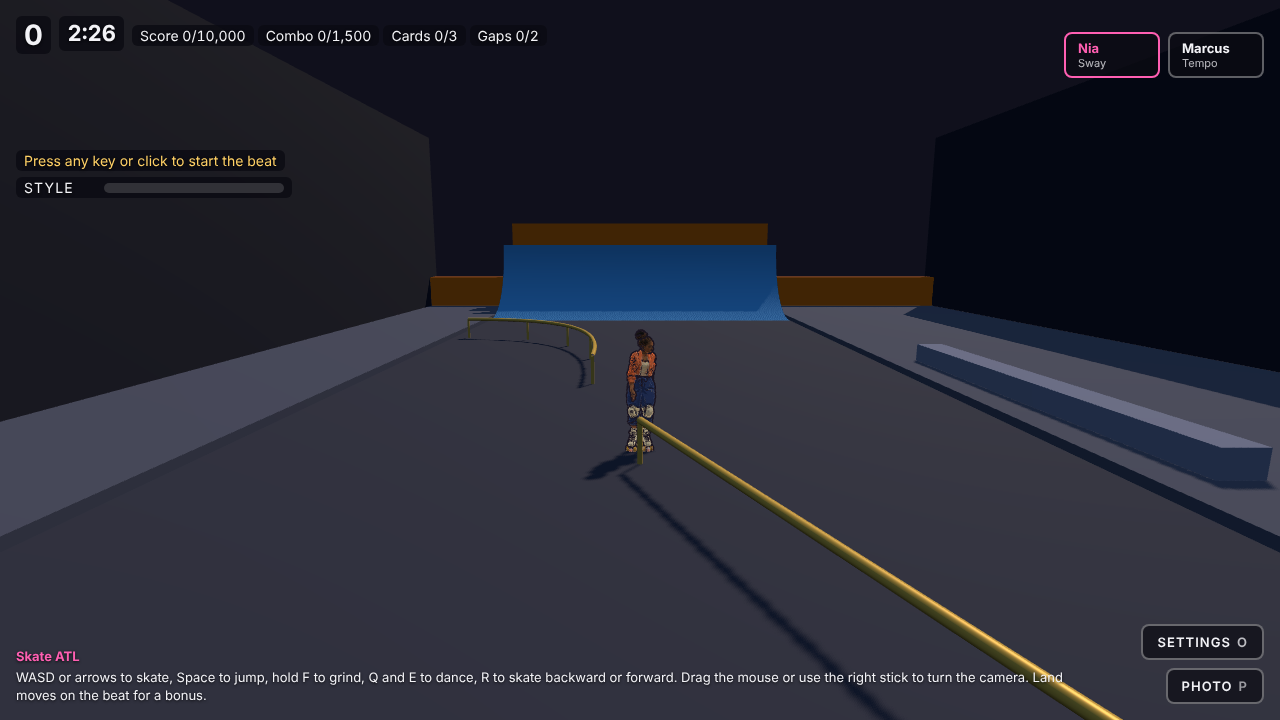 0
2:26
Score 0/10,000
Combo 0/1,500
Cards 0/3
Gaps 0/2
Nia
Sway
Marcus
Tempo
Press any key or click to start the beat
STYLE
Skate ATL
WASD or arrows to skate, Space to jump, hold F to grind, Q and E to dance, R to skate backward or forward. Drag the mouse or use the right stick to turn the camera. Land
moves on the beat for a bonus.
SETTINGS O
PHOTO P